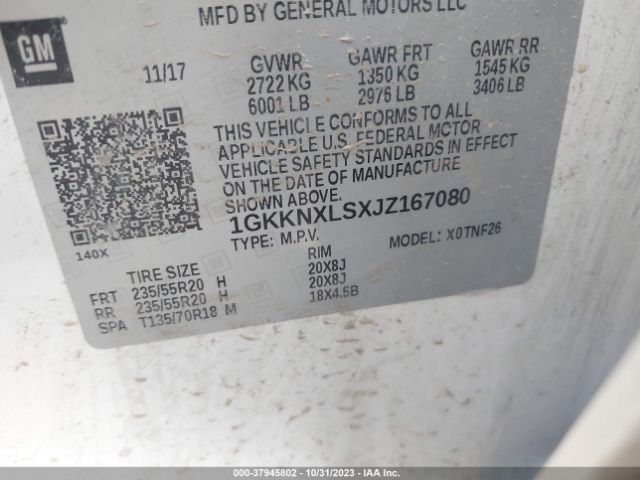 MFD BY GENERAL MOTORS LLC
GM
11/17
GVWR GAWR FRT GAWR RR
2722 KG 1350 KG 1545 KG
6001 LB 2976 LB 3406 LB
THIS VEHICLE CONFORMS TO ALL
APPLICABLE U.S. FEDERAL MOTOR
VEHICLE SAFETY STANDARDS IN EFFECT
ON THE DATE OF MANUFACTURE
SHOWN ABOVE.
1GKKNXLSXJZ167080
140X
TYPE: M.P.V. MODEL: X0TNF26
TIRE SIZE RIM
FRT 235/55R20 H 20X8J
RR 235/55R20 H 20X8J
SPA T135/70R18 M 18X4.5B
000-37945802 - 10/31/2023 - IAA Inc.